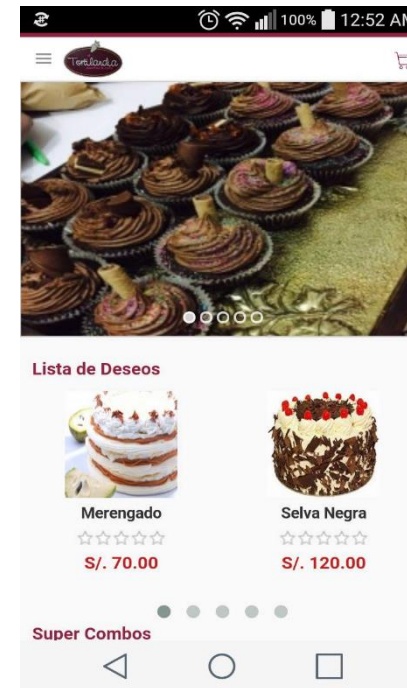 100% 12:52 AM
Tortilandia
Lista de Deseos
Merengado
Selva Negra
S/. 70.00
S/. 120.00
Super Combos